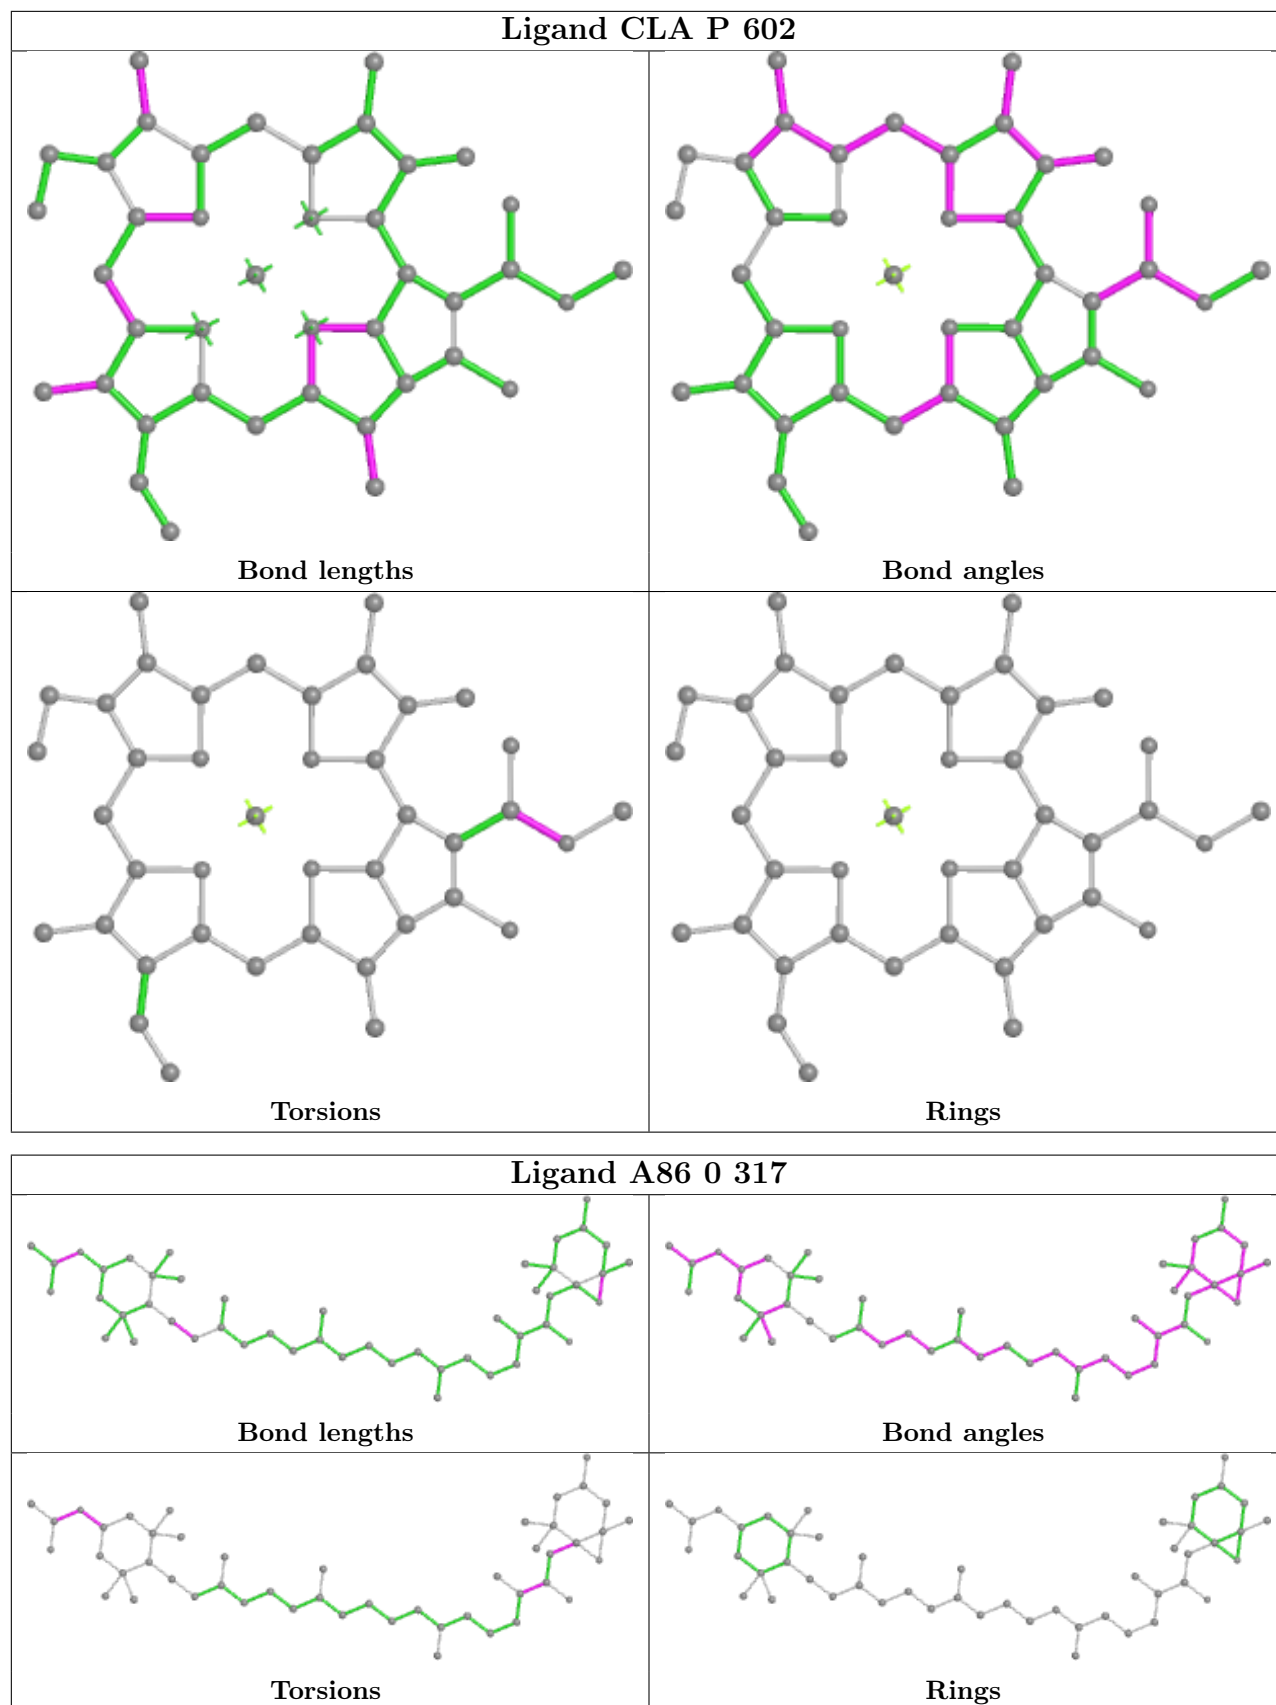 Ligand CLA P 602
Bond lengths
Bond angles
Torsions
Rings
Ligand A86 0 317
Bond lengths
Bond angles
Torsions
Rings